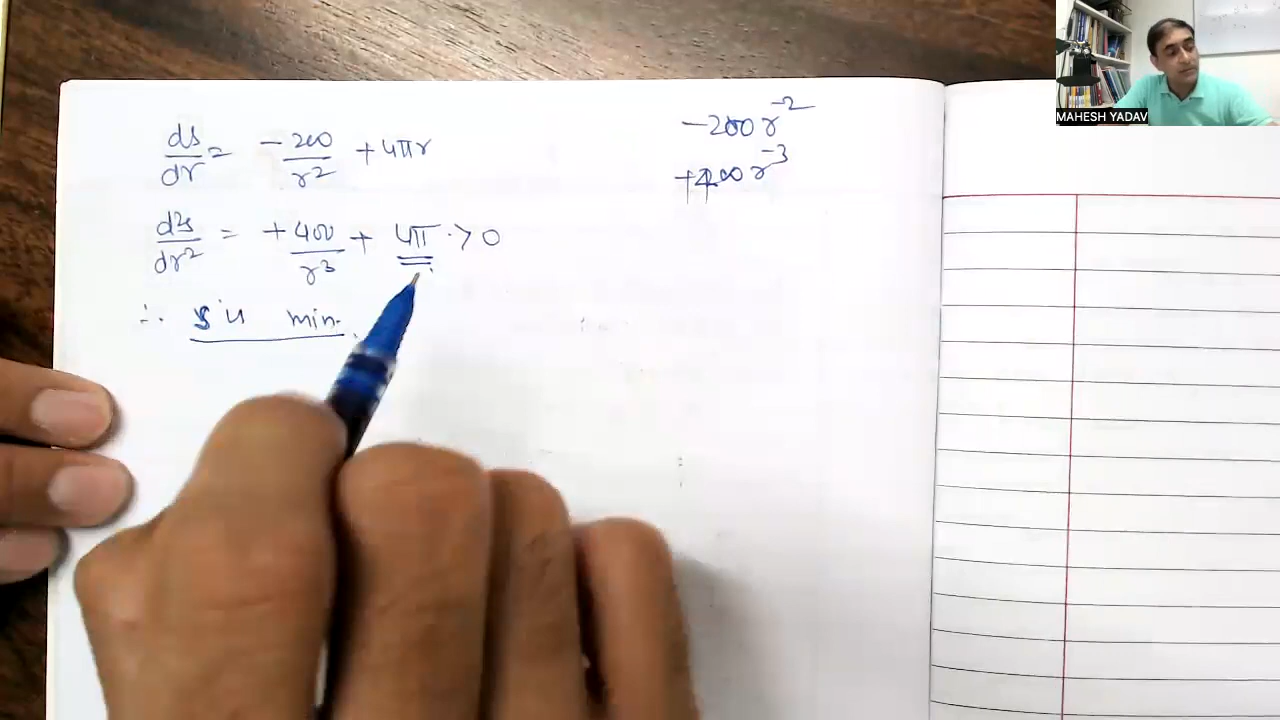 ds/dr = -200/r² + 4πr
d²s/dr² = +400/r³ + 4π > 0
∴ S is min.
-200 r⁻²
+400 r⁻³
MAHESH YADAV